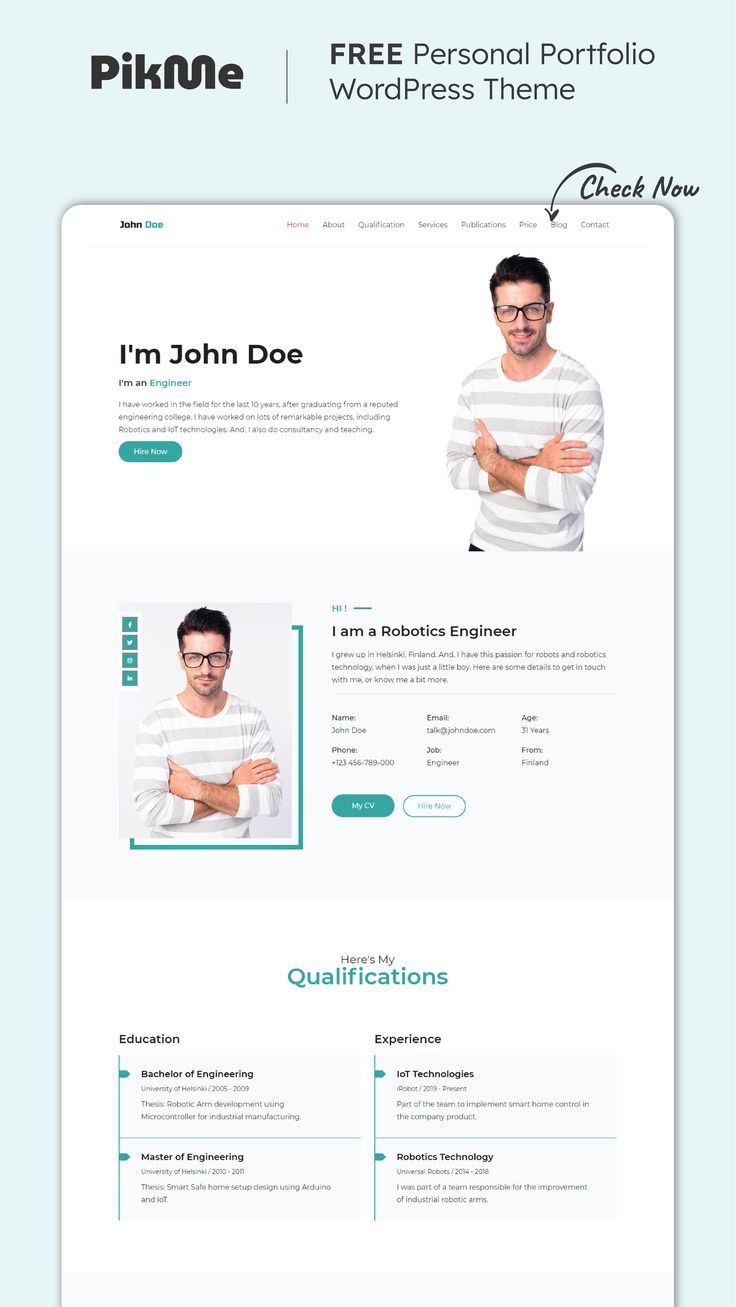 PikMe
FREE Personal Portfolio
WordPress Theme
Check Now
John Doe
Home About Qualification Services Publications Price Blog Contact
I'm John Doe
I'm an Engineer
I have worked in the field for the last 10 years, after graduating from a reputed
engineering college. I have worked on lots of remarkable projects, including
Robotics and IoT technologies. And, I also do consultancy and teaching.
Hire Now
HI !
I am a Robotics Engineer
I grew up in Helsinki, Finland. And, I have this passion for robots and robotics
technology, when I was just a little boy. Here are some details to get in touch
with me, or know me a bit more.
Name: Email: Age:
John Doe talk@johndoe.com 31 Years
Phone: Job: From:
+123 456-789-000 Engineer Finland
My CV Hire Now
Here's My
Qualifications
Education
Bachelor of Engineering
University of Helsinki / 2005 - 2009
Thesis: Robotic Arm development using
Microcontroller for industrial manufacturing.
Master of Engineering
University of Helsinki / 2010 - 2011
Thesis: Smart Safe home setup design using Arduino
and IoT.
Experience
IoT Technologies
iRobot / 2019 - Present
Part of the team to implement smart home control in
the company product.
Robotics Technology
Universal Robots / 2014 - 2018
I was part of a team responsible for the improvement
of industrial robotic arms.